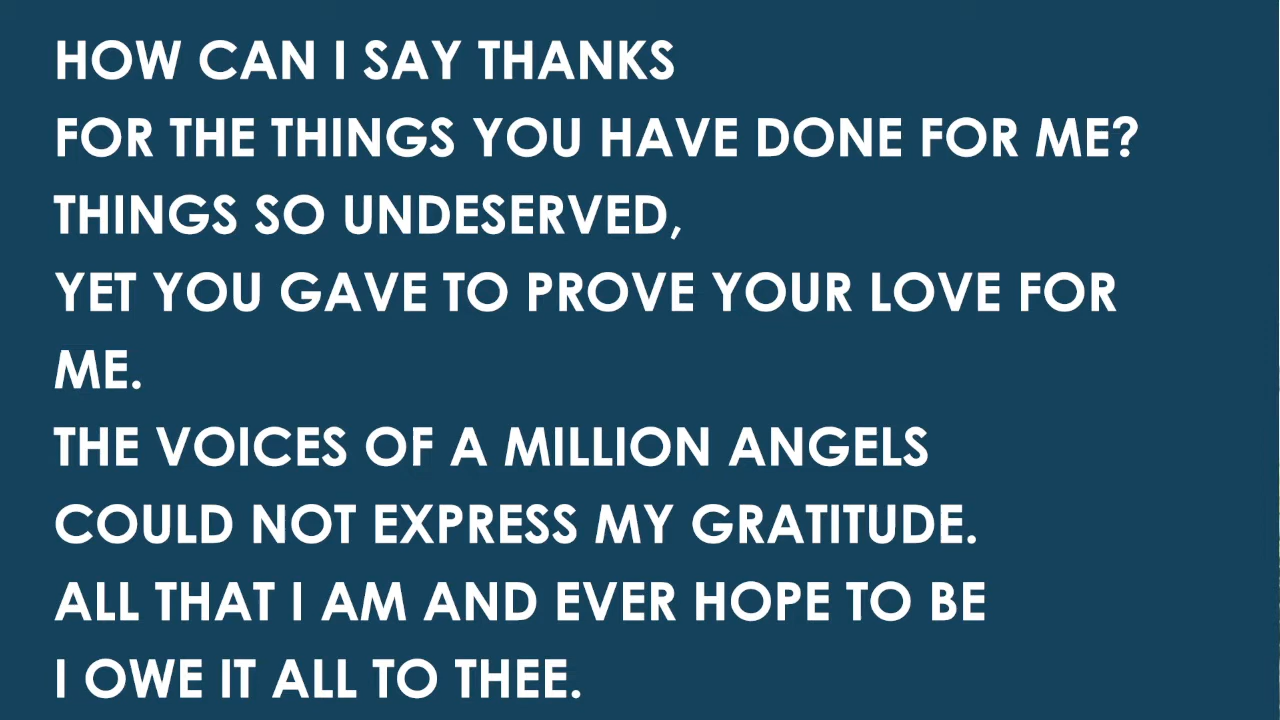 HOW CAN I SAY THANKS
FOR THE THINGS YOU HAVE DONE FOR ME?
THINGS SO UNDESERVED,
YET YOU GAVE TO PROVE YOUR LOVE FOR
ME.
THE VOICES OF A MILLION ANGELS
COULD NOT EXPRESS MY GRATITUDE.
ALL THAT I AM AND EVER HOPE TO BE
I OWE IT ALL TO THEE.